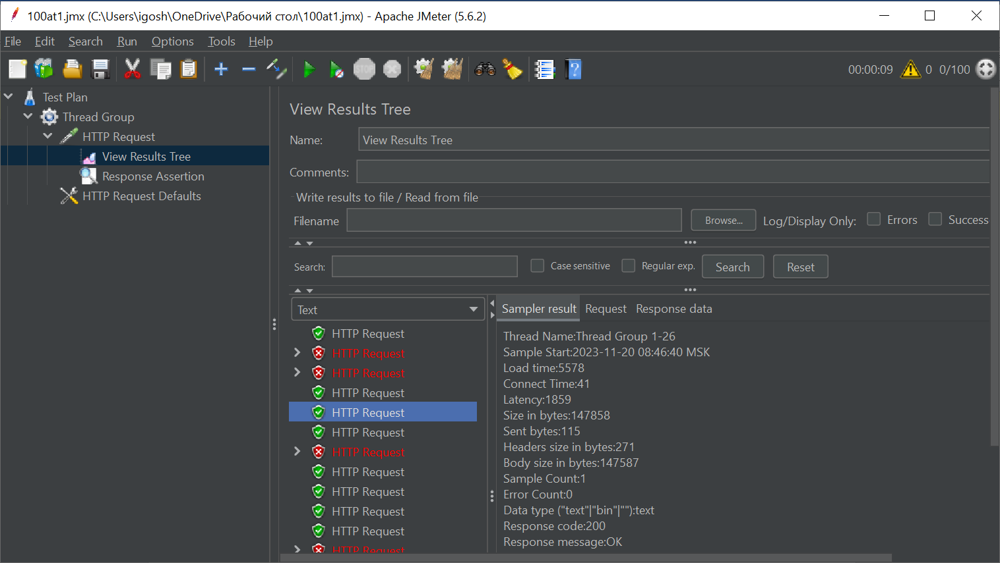 100at1.jmx (C:\Users\igosh\OneDrive\Рабочий стол\100at1.jmx) - Apache JMeter (5.6.2)
File Edit Search Run Options Tools Help
STOP
00:00:09 0 0/100
Test Plan
Thread Group
HTTP Request
View Results Tree
Response Assertion
HTTP Request Defaults
View Results Tree
Name: View Results Tree
Comments:
Write results to file / Read from file
Filename Browse... Log/Display Only: Errors Success
Search: Case sensitive Regular exp. Search Reset
Text
HTTP Request
HTTP Request
HTTP Request
HTTP Request
HTTP Request
HTTP Request
HTTP Request
HTTP Request
HTTP Request
HTTP Request
HTTP Request
HTTP Request
Sampler result Request Response data
Thread Name:Thread Group 1-26
Sample Start:2023-11-20 08:46:40 MSK
Load time:5578
Connect Time:41
Latency:1859
Size in bytes:147858
Sent bytes:115
Headers size in bytes:271
Body size in bytes:147587
Sample Count:1
Error Count:0
Data type ("text"|"bin"|""):text
Response code:200
Response message:OK